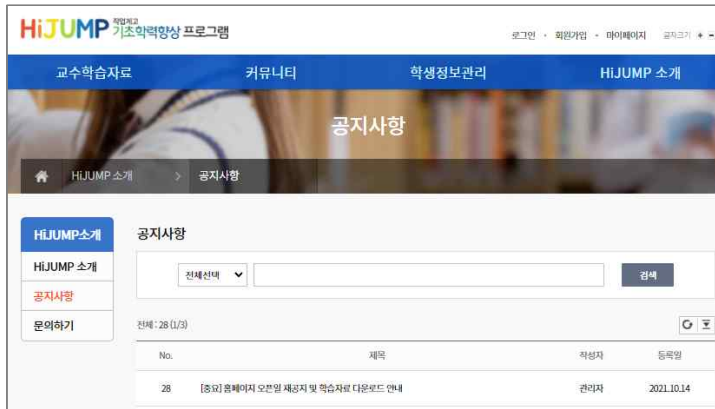 HiJUMP 직업계고 기초학력향상 프로그램
로그인 · 회원가입 · 마이페이지 글자크기 + -
교수학습자료 커뮤니티 학생정보관리 HiJUMP 소개
공지사항
HiJUMP 소개 > 공지사항
HiJUMP소개
HiJUMP 소개
공지사항
문의하기
공지사항
전체선택 검색
전체 : 28 (1/3)
No. 제목 작성자 등록일
28 [중요] 홈페이지 오픈일 재공지 및 학습자료 다운로드 안내 관리자 2021.10.14